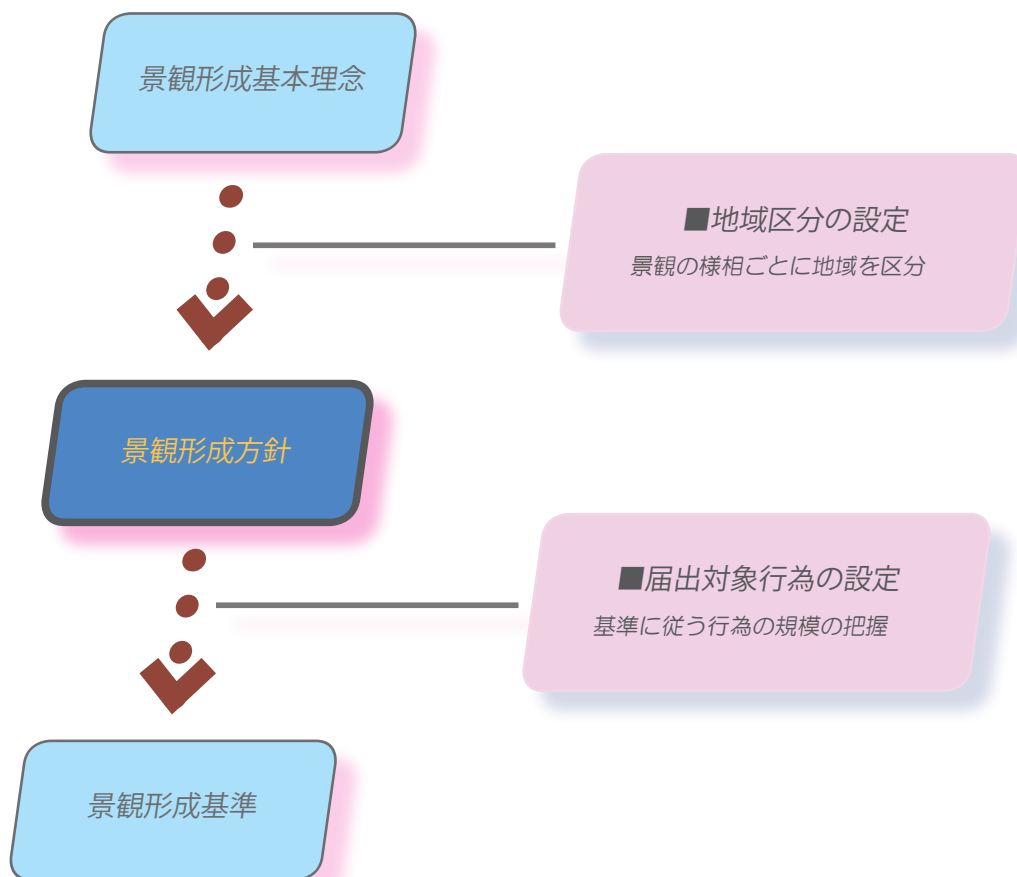 景観形成基本理念
■地域区分の設定
景観の様相ごとに地域を区分
景観形成方針
■届出対象行為の設定
基準に従う行為の規模の把握
景観形成基準